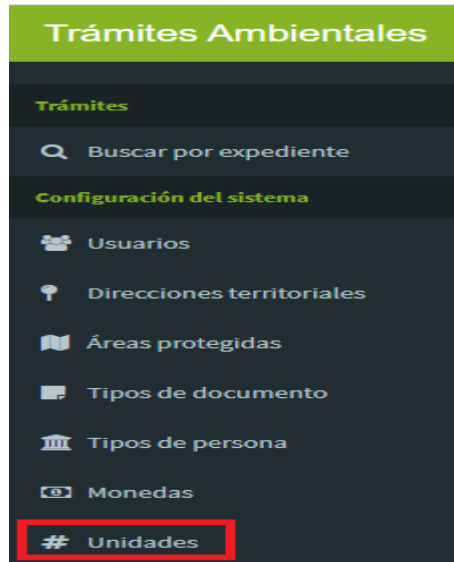 Trámites Ambientales
Trámites
Buscar por expediente
Configuración del sistema
Usuarios
Direcciones territoriales
Áreas protegidas
Tipos de documento
Tipos de persona
Monedas
# Unidades